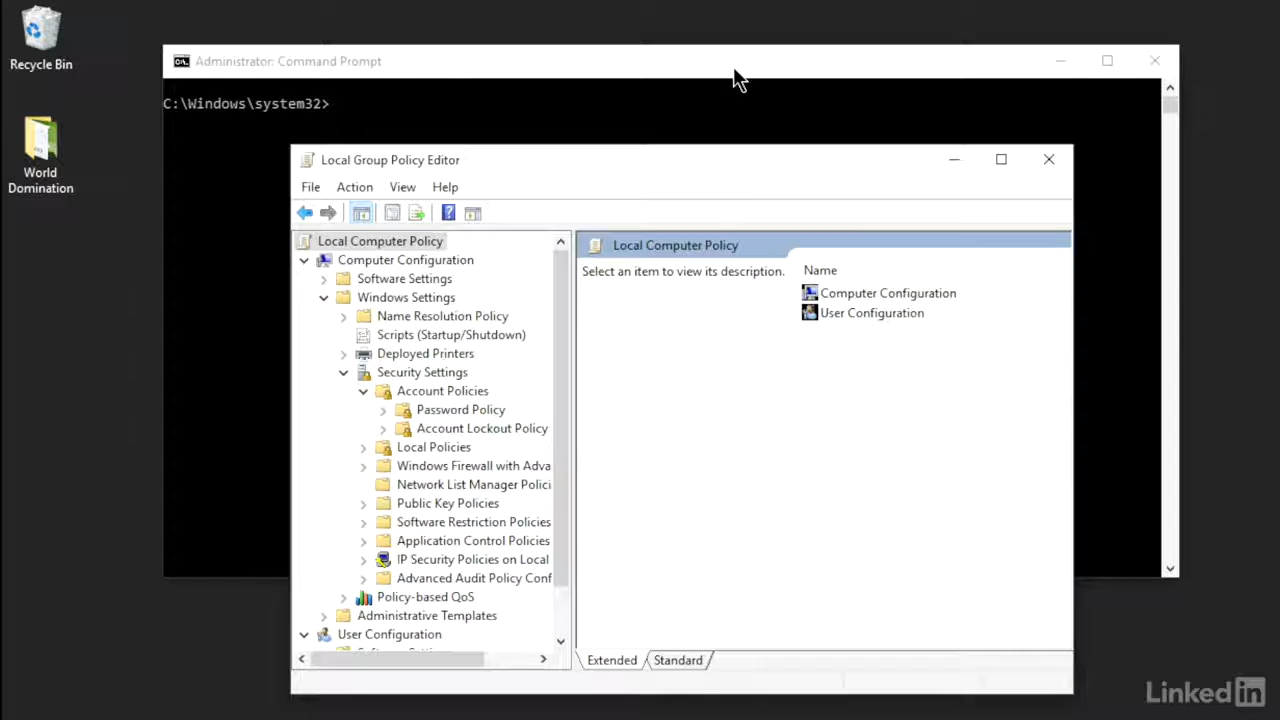 Recycle Bin
World
Domination
Administrator: Command Prompt
C:\Windows\system32>
Local Group Policy Editor
File Action View Help
Local Computer Policy
Computer Configuration
Software Settings
Windows Settings
Name Resolution Policy
Scripts (Startup/Shutdown)
Deployed Printers
Security Settings
Account Policies
Password Policy
Account Lockout Policy
Local Policies
Windows Firewall with Adva
Network List Manager Polici
Public Key Policies
Software Restriction Policies
Application Control Policies
IP Security Policies on Local
Advanced Audit Policy Conf
Policy-based QoS
Administrative Templates
User Configuration
Local Computer Policy
Select an item to view its description.
Name
Computer Configuration
User Configuration
Extended Standard
LinkedIn